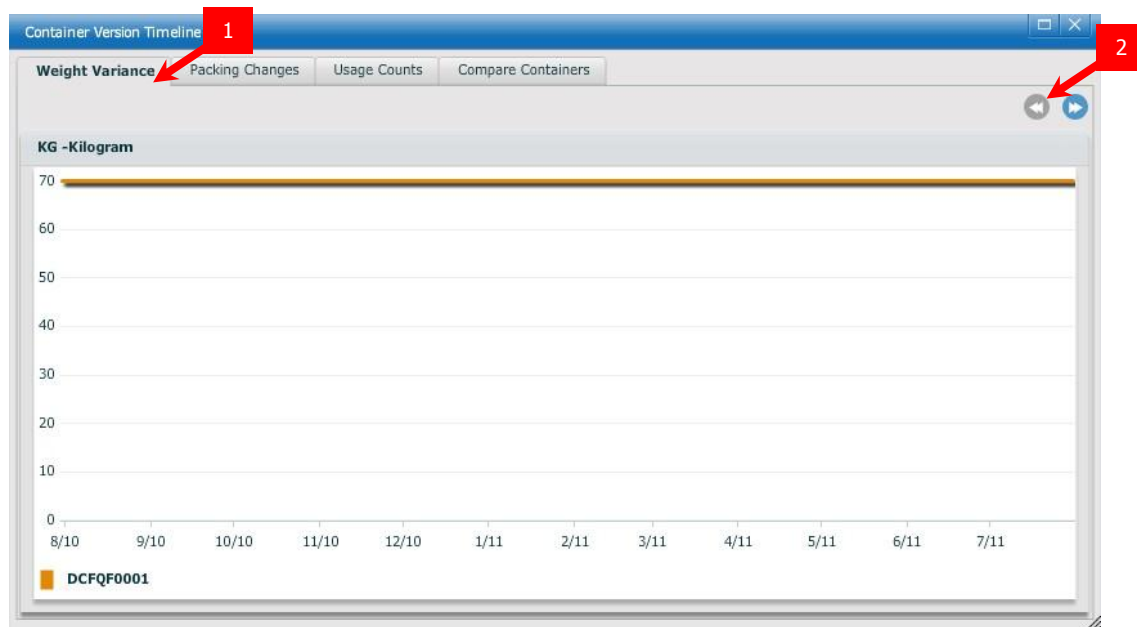 Container Version Timeline
1
2
Weight Variance Packing Changes Usage Counts Compare Containers
KG -Kilogram
70
60
50
40
30
20
10
0
8/10 9/10 10/10 11/10 12/10 1/11 2/11 3/11 4/11 5/11 6/11 7/11
DCFQF0001